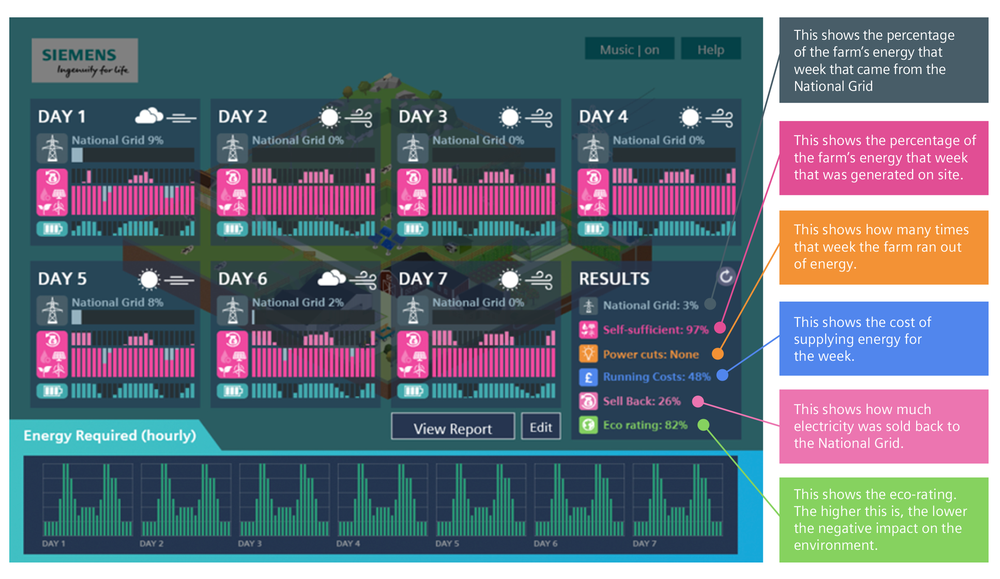 SIEMENS
Ingenuity for life
Music | on
Help
DAY 1
National Grid 9%
DAY 2
National Grid 0%
DAY 3
National Grid 0%
DAY 4
National Grid 0%
DAY 5
National Grid 8%
DAY 6
National Grid 2%
DAY 7
National Grid 0%
RESULTS
National Grid: 3%
Self-sufficient: 97%
Power cuts: None
£
Running Costs: 48%
Sell Back: 26%
Eco rating: 82%
View Report
Edit
Energy Required (hourly)
DAY 1
DAY 2
DAY 3
DAY 4
DAY 5
DAY 6
DAY 7
This shows the percentage
of the farm’s energy that
week that came from the
National Grid
This shows the percentage of
the farm’s energy that week
that was generated on site.
This shows how many times
that week the farm ran out
of energy.
This shows the cost of
supplying energy for
the week.
This shows how much
electricity was sold back to
the National Grid.
This shows the eco-rating.
The higher this is, the lower
the negative impact on the
environment.